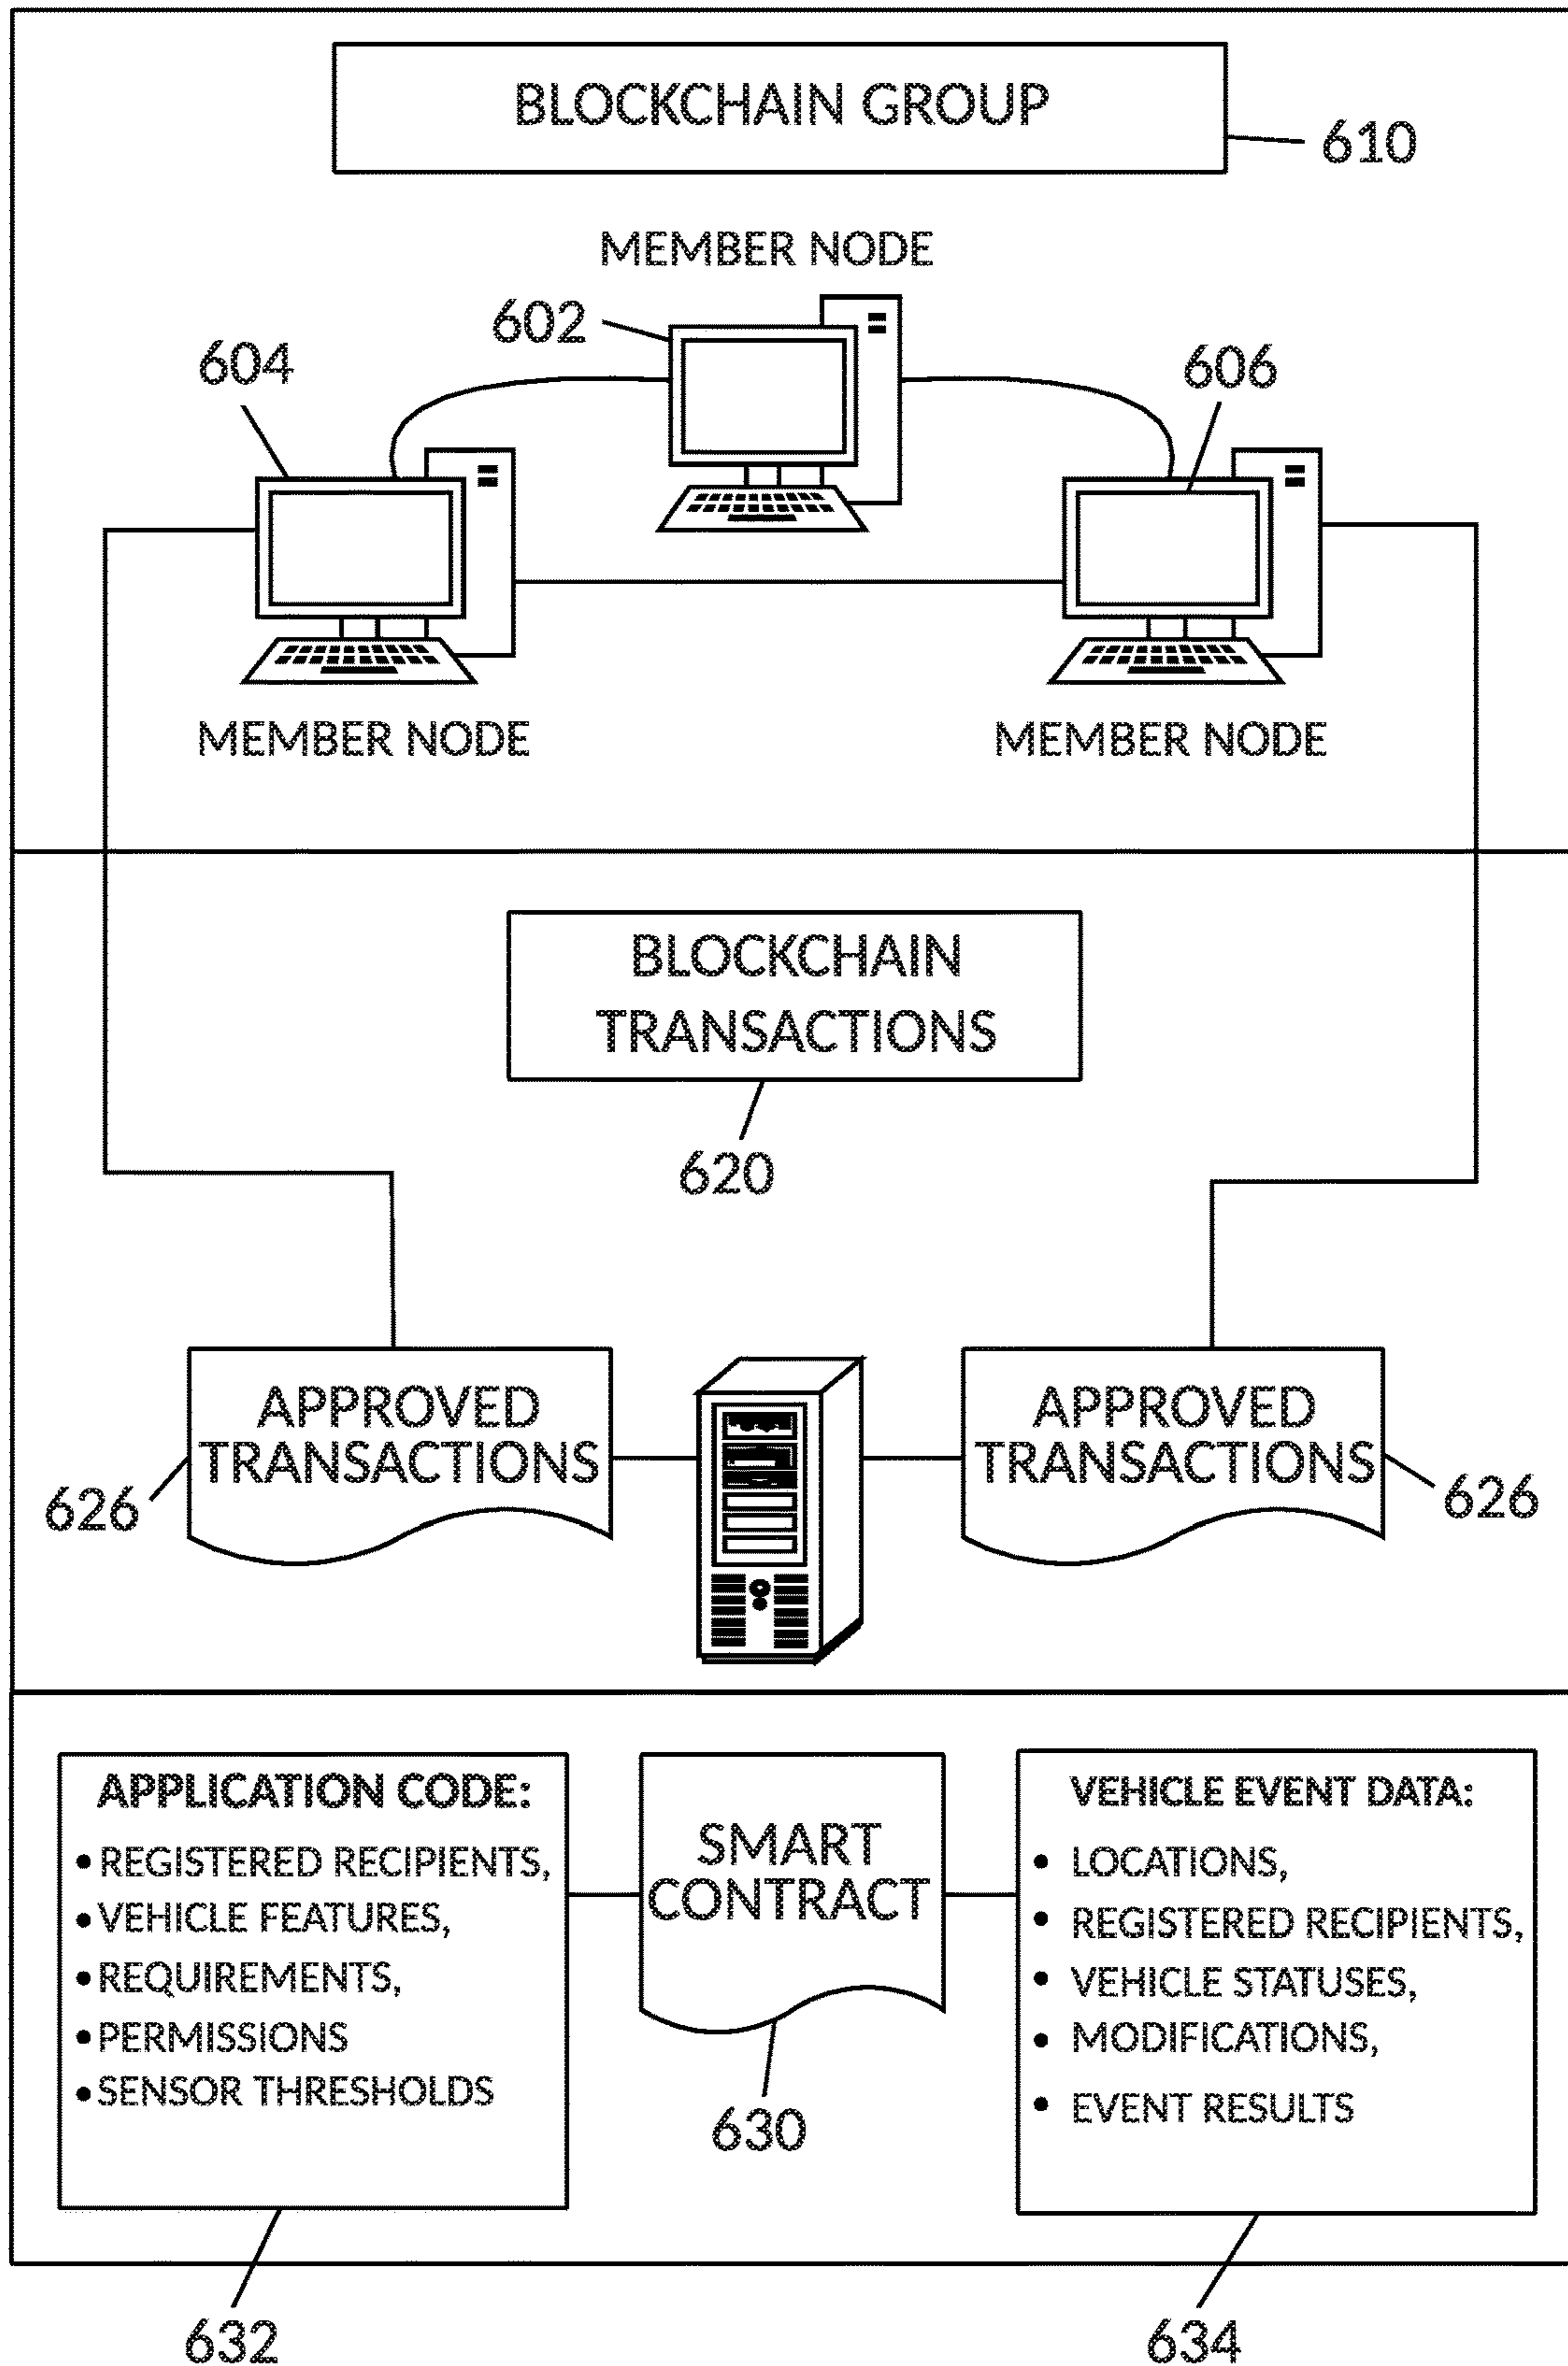 BLOCKCHAIN GROUP
610
MEMBER NODE
602
604
606
MEMBER NODE
MEMBER NODE
BLOCKCHAIN
TRANSACTIONS
620
APPROVED
TRANSACTIONS
626
APPROVED
TRANSACTIONS
626
APPLICATION CODE:
• REGISTERED RECIPIENTS,
• VEHICLE FEATURES,
• REQUIREMENTS,
• PERMISSIONS
• SENSOR THRESHOLDS
632
SMART
CONTRACT
630
VEHICLE EVENT DATA:
• LOCATIONS,
• REGISTERED RECIPIENTS,
• VEHICLE STATUSES,
• MODIFICATIONS,
• EVENT RESULTS
634